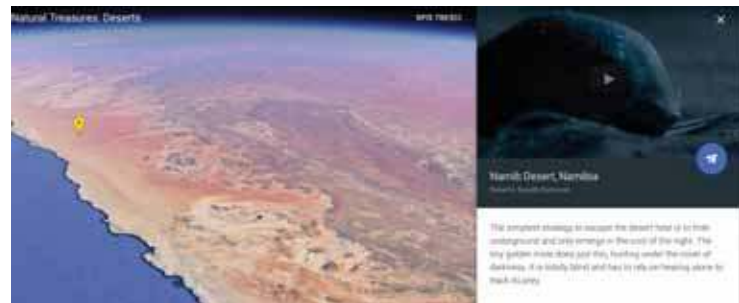 Natural Treasures: Deserts
Namib Desert, Namibia
The simplest strategy to escape the desert heat is to hide
underground and only emerge in the cool of the night. The
tiny golden mole does just this, hunting under the cover of
darkness. It is totally blind and has to rely on hearing alone to
track its prey.